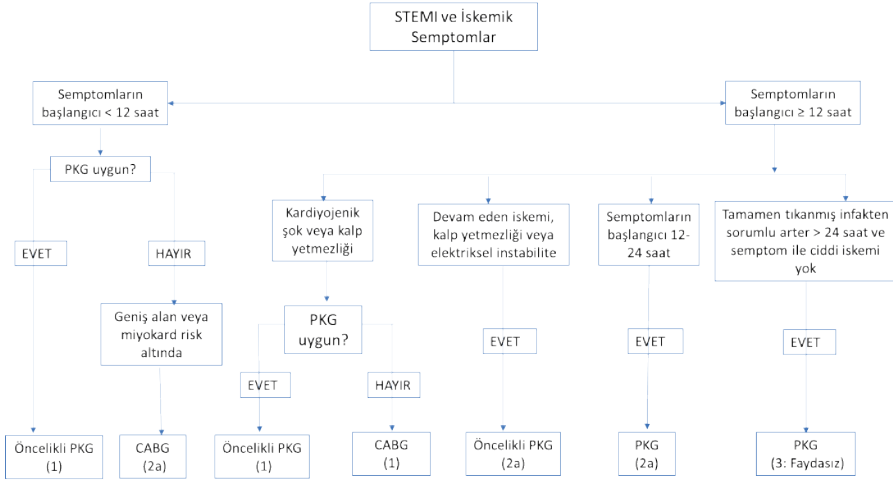 STEMI ve İskemik
Semptomlar
Semptomların
başlangıcı < 12 saat
Semptomların
başlangıcı ≥ 12 saat
PKG uygun?
Kardiyojenik
şok veya kalp
yetmezliği
Devam eden iskemi,
kalp yetmezliği veya
elektriksel instabilite
Semptomların
başlangıcı 12-
24 saat
Tamamen tıkanmış infakten
sorumlu arter > 24 saat ve
semptom ile ciddi iskemi
yok
EVET
HAYIR
Geniş alan veya
miyokard risk
altında
PKG
uygun?
EVET
HAYIR
EVET
EVET
EVET
Öncelikli PKG
(1)
CABG
(2a)
Öncelikli PKG
(1)
CABG
(1)
Öncelikli PKG
(2a)
PKG
(2a)
PKG
(3: Faydasız)